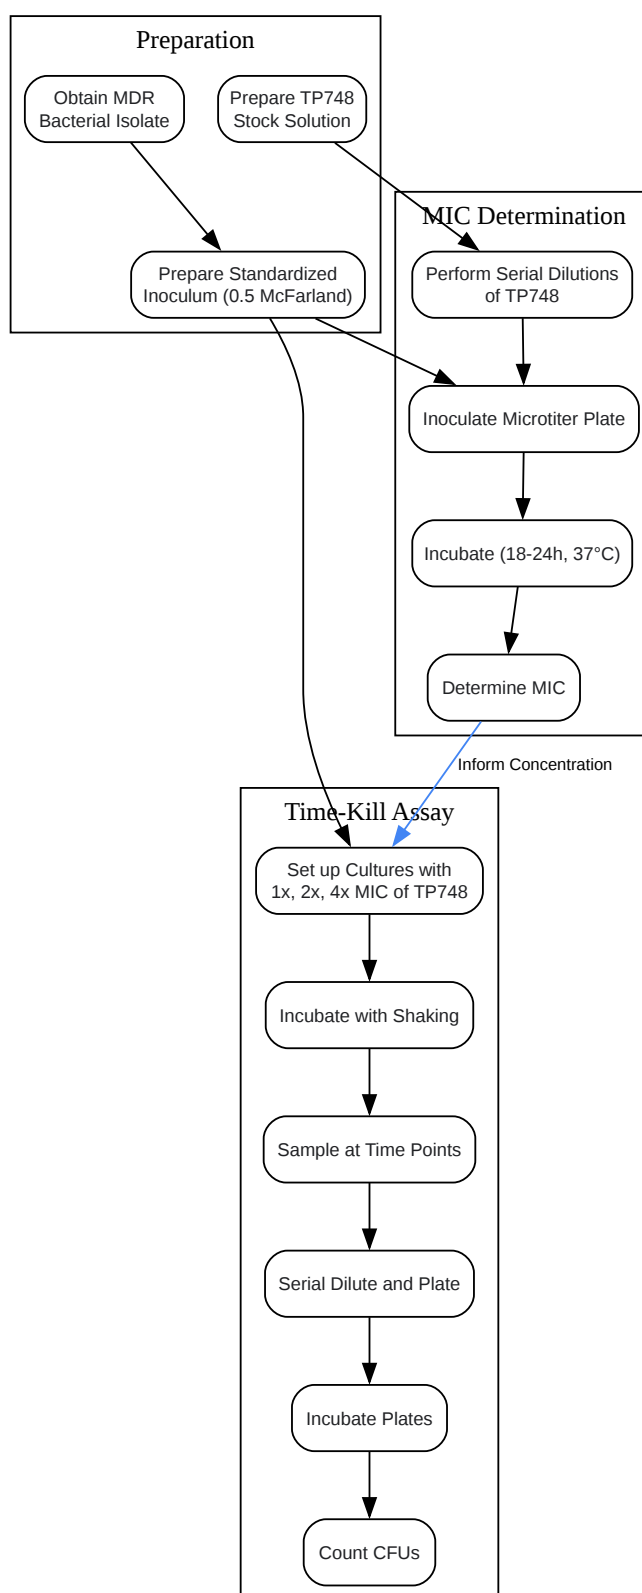 Preparation
Obtain MDR
Bacterial Isolate
Prepare TP748
Stock Solution
Prepare Standardized
Inoculum (0.5 McFarland)
MIC Determination
Perform Serial Dilutions
of TP748
Inoculate Microtiter Plate
Incubate (18-24h, 37°C)
Determine MIC
Inform Concentration
Time-Kill Assay
Set up Cultures with
1x, 2x, 4x MIC of TP748
Incubate with Shaking
Sample at Time Points
Serial Dilute and Plate
Incubate Plates
Count CFUs